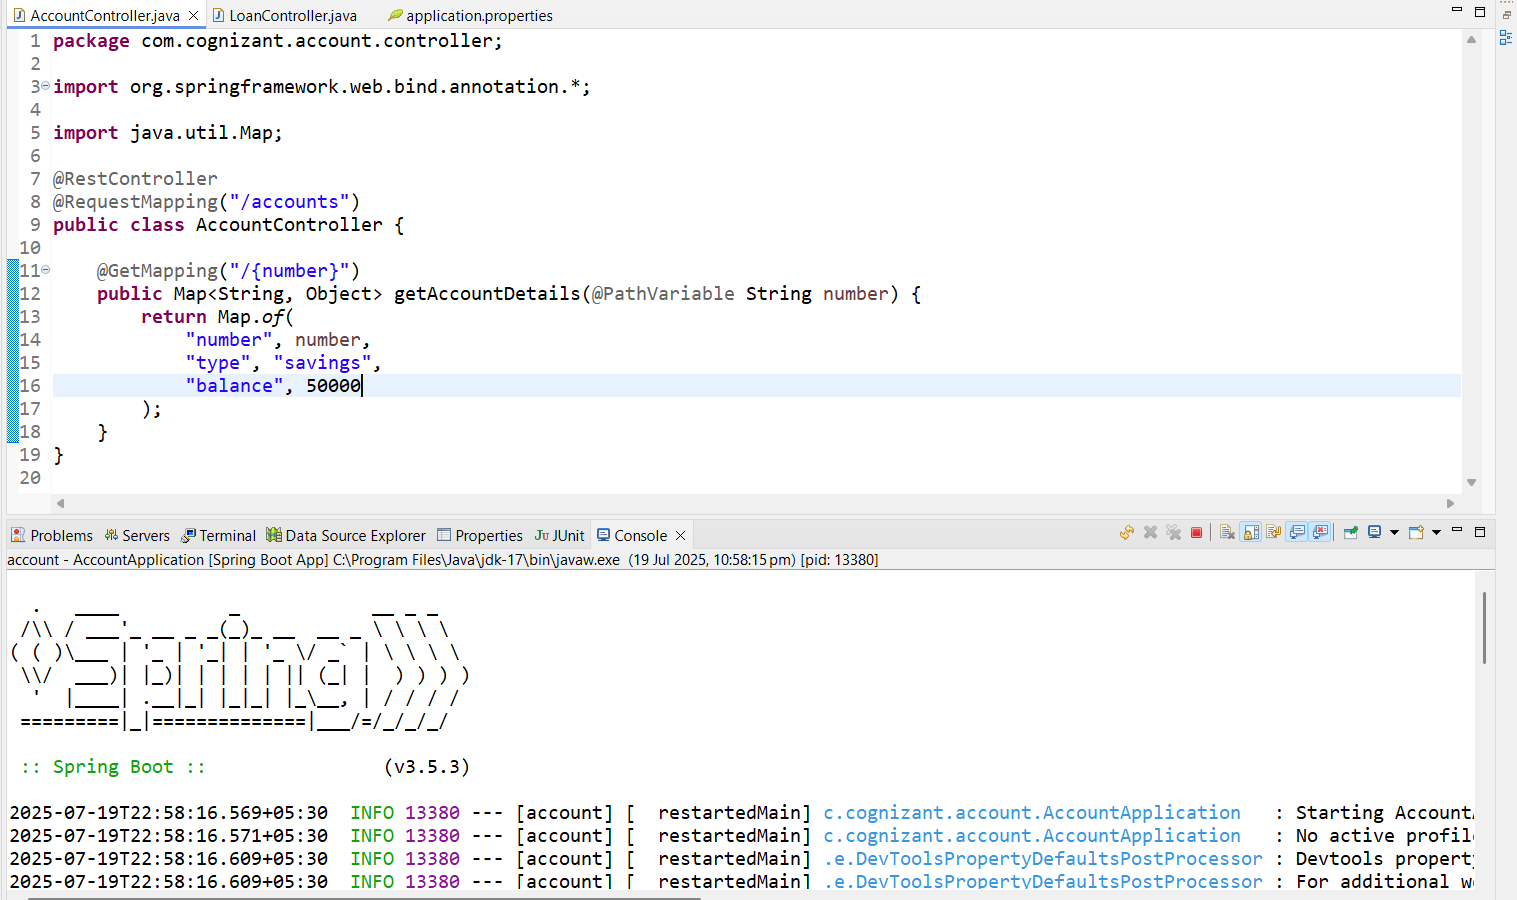 AccountController.java
LoanController.java
application.properties
1 package com.cognizant.account.controller;
2
3 import org.springframework.web.bind.annotation.*;
4
5 import java.util.Map;
6
7 @RestController
8 @RequestMapping("/accounts")
9 public class AccountController {
10
11     @GetMapping("/{number}")
12     public Map<String, Object> getAccountDetails(@PathVariable String number) {
13         return Map.of(
14             "number", number,
15             "type", "savings",
16             "balance", 50000
17         );
18     }
19 }
20
Problems Servers Terminal Data Source Explorer Properties JUnit Console
account - AccountApplication [Spring Boot App] C:\Program Files\Java\jdk-17\bin\javaw.exe (19 Jul 2025, 10:58:15 pm) [pid: 13380]
Spring
:: Spring Boot :: (v3.5.3)
2025-07-19T22:58:16.569+05:30  INFO 13380 --- [account] [  restartedMain] c.cognizant.account.AccountApplication   : Starting Account
2025-07-19T22:58:16.571+05:30  INFO 13380 --- [account] [  restartedMain] c.cognizant.account.AccountApplication   : No active profil
2025-07-19T22:58:16.609+05:30  INFO 13380 --- [account] [  restartedMain] .e.DevToolsPropertyDefaultsPostProcessor : Devtools property
2025-07-19T22:58:16.609+05:30  INFO 13380 --- [account] [  restartedMain] .e.DevToolsPropertyDefaultsPostProcessor : For additional w